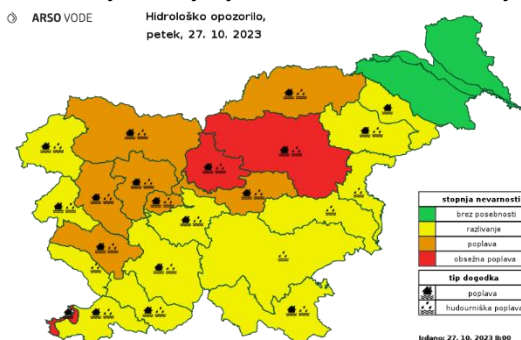 ARSO VODE
Hidrološko opozorilo,
petek, 27. 10. 2023
stopnja nevarnosti
brez posebnosti
razlivanje
poplava
obsežna poplava
tip dogodka
poplava
hudourniška poplava
Izdano: 27. 10. 2023 8:00